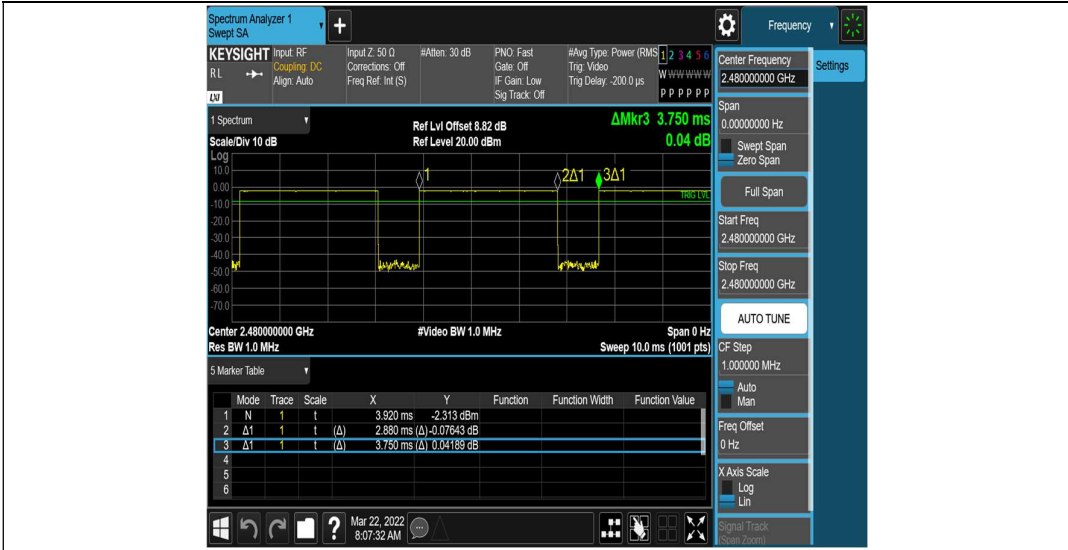 Spectrum Analyzer 1
Swept SA
+
Frequency
KEYSIGHT
RL
LXI
Input: RF
Coupling: DC
Align: Auto
Input Z: 50 Ω
Corrections: Off
Freq Ref: Int (S)
#Atten: 30 dB
PNO: Fast
Gate: Off
IF Gain: Low
Sig Track: Off
#Avg Type: Power (RMS
Trig: Video
Trig Delay: -200.0 µs
1 2 3 4 5 6
W W W W W W
P P P P P P
1 Spectrum
Scale/Div 10 dB
Ref Lvl Offset 8.82 dB
Ref Level 20.00 dBm
ΔMkr3 3.750 ms
0.04 dB
Log
10.0
0.00
-10.0
-20.0
-30.0
-40.0
-50.0
-60.0
-70.0
1
2Δ1
3Δ1
TRIG LVL
Center 2.480000000 GHz
#Video BW 1.0 MHz
Span 0 Hz
Res BW 1.0 MHz
Sweep 10.0 ms (1001 pts)
5 Marker Table
Mode Trace Scale X Y Function Function Width Function Value
1 N 1 t 3.920 ms -2.313 dBm
2 Δ1 1 t (Δ) 2.880 ms (Δ) -0.07643 dB
3 Δ1 1 t (Δ) 3.750 ms (Δ) 0.04189 dB
4
5
6
?
Mar 22, 2022
8:07:32 AM
Center Frequency
2.480000000 GHz
Settings
Span
0.00000000 Hz
Swept Span
Zero Span
Full Span
Start Freq
2.480000000 GHz
Stop Freq
2.480000000 GHz
AUTO TUNE
CF Step
1.000000 MHz
Auto
Man
Freq Offset
0 Hz
X Axis Scale
Log
Lin
Signal Track
(Span Zoom)